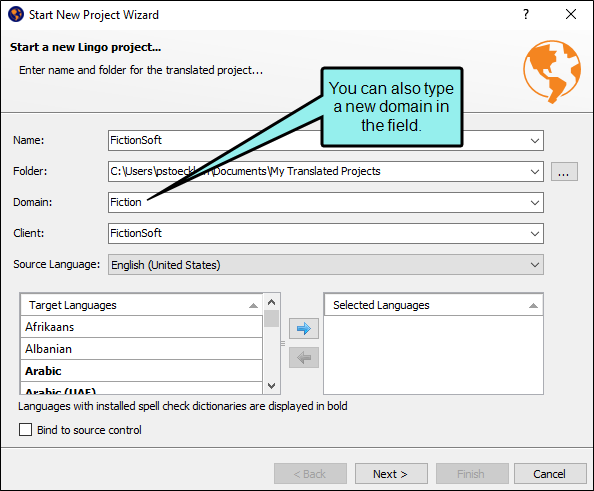 Start New Project Wizard
?
Start a new Lingo project...
Enter name and folder for the translated project...
You can also type
a new domain in
the field.
Name: FictionSoft
Folder: \Documents\My Translated Projects
...
Domain: Fiction
Client: FictionSoft
Source Language: English (United States)
Target Languages
Selected Languages
Afrikaans
Albanian
Arabic
Arabic (UAE)
Languages with installed spell check dictionaries are displayed in bold
Bind to source control
< Back
Next >
Finish
Cancel